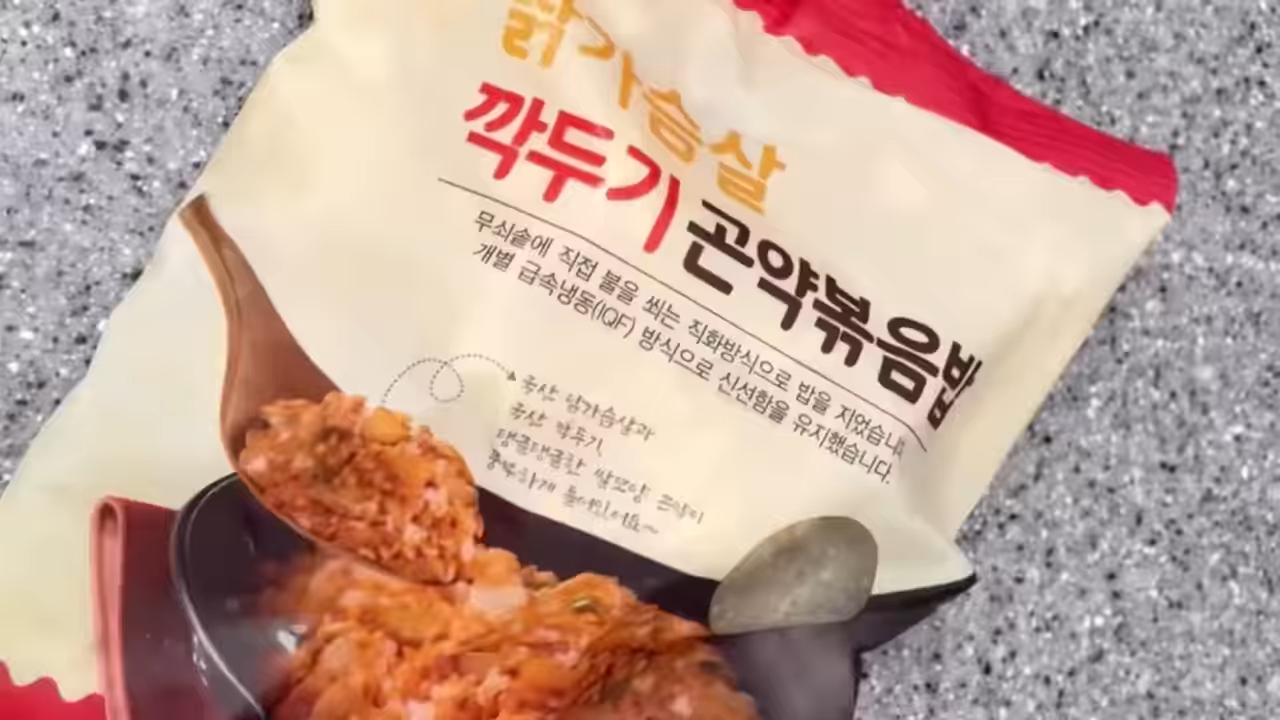 닭가슴살
깍두기 곤약볶음밥
무쇠솥에 직접 불을 쐬는 직화방식으로 밥을 지었습니다.
개별 급속냉동(IQF) 방식으로 신선함을 유지했습니다.
국산 닭가슴살과
국산 깍두기,
탱글탱글한 쌀모양 곤약이
풍부하게 들어있어요~